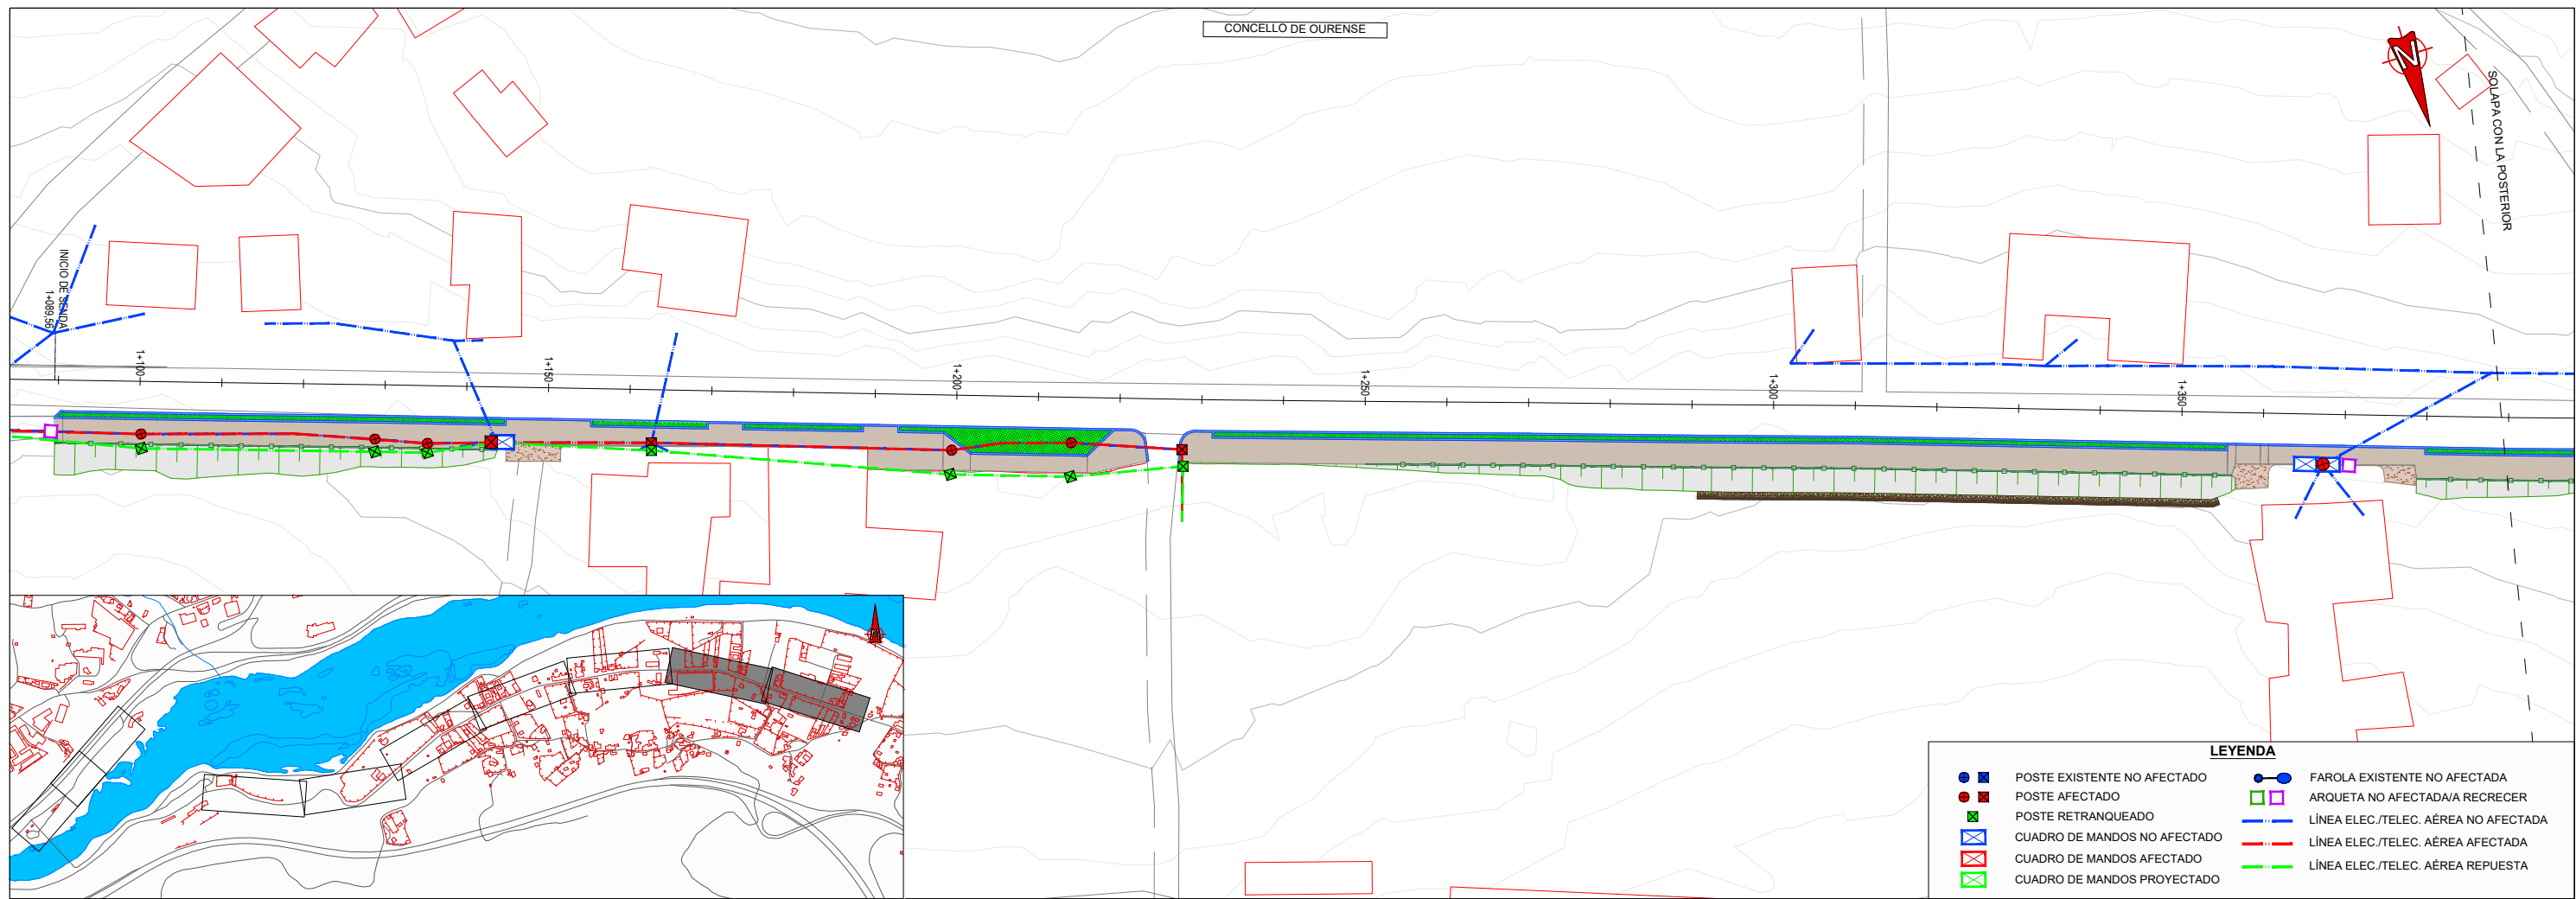 CONCELLO DE OURENSE
N
SOLAPA CON LA POSTERIOR
INICIO DE SENDA
1+089,56
1+100
1+150
1+200
1+250
1+300
1+350
N
LEYENDA
POSTE EXISTENTE NO AFECTADO
POSTE AFECTADO
POSTE RETRANQUEADO
CUADRO DE MANDOS NO AFECTADO
CUADRO DE MANDOS AFECTADO
CUADRO DE MANDOS PROYECTADO
FAROLA EXISTENTE NO AFECTADA
ARQUETA NO AFECTADA/A RECRECER
LÍNEA ELEC./TELEC. AÉREA NO AFECTADA
LÍNEA ELEC./TELEC. AÉREA AFECTADA
LÍNEA ELEC./TELEC. AÉREA REPUESTA